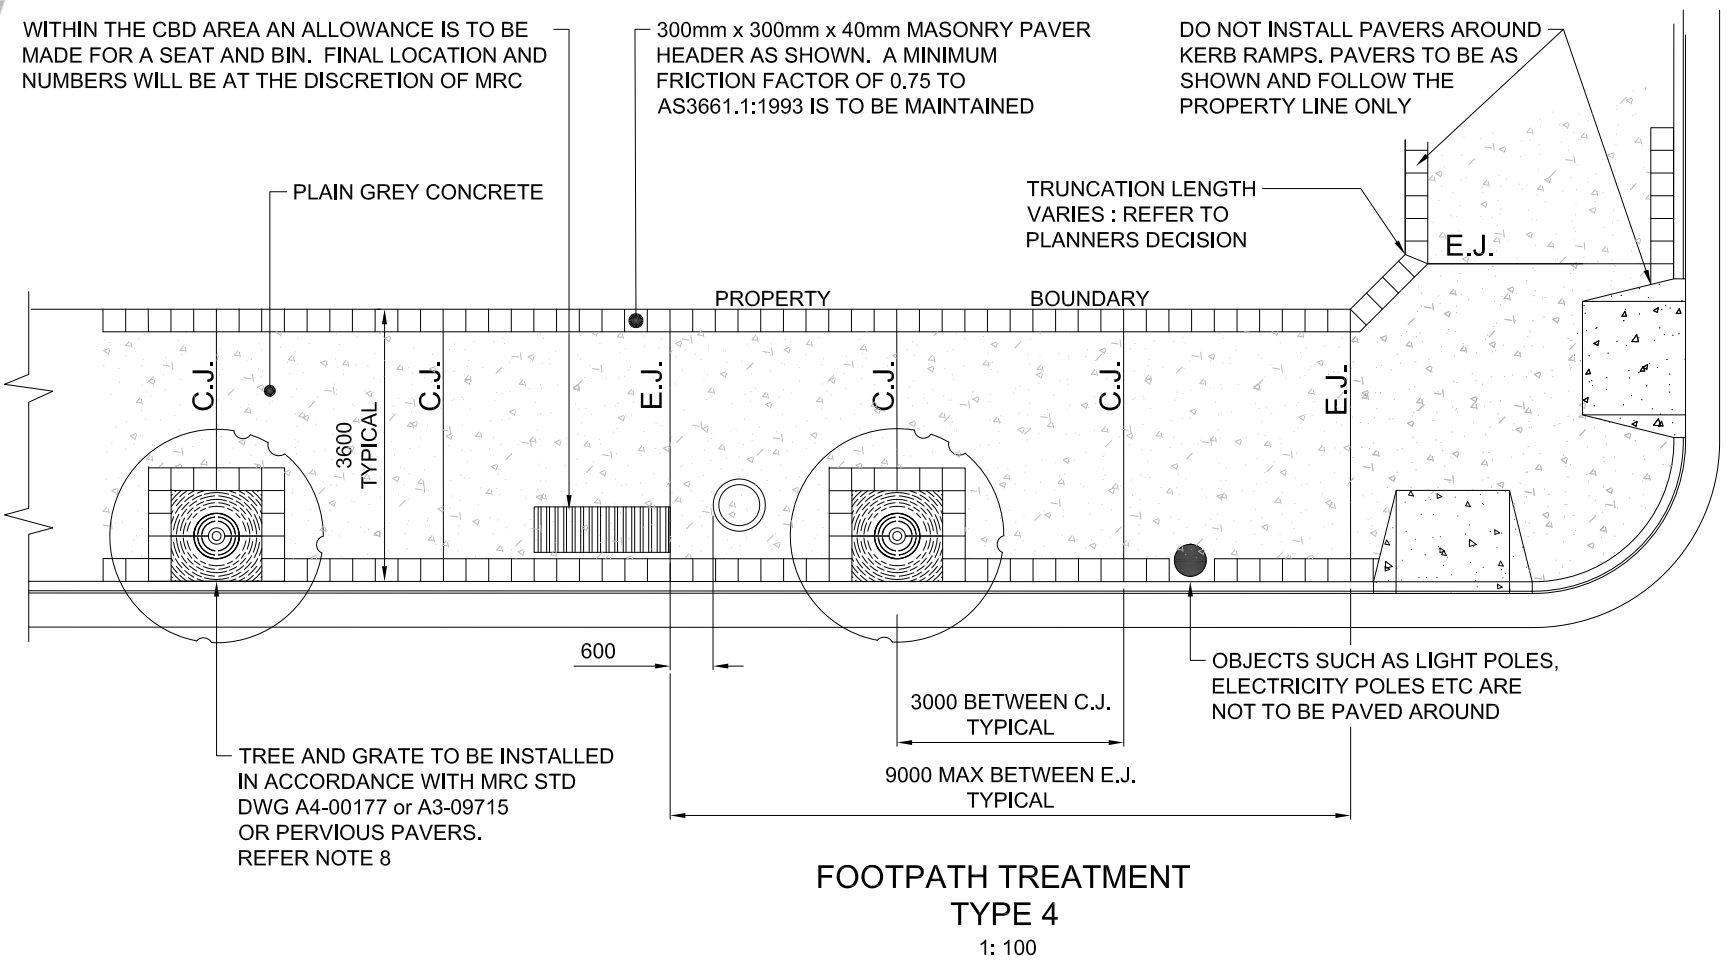 WITHIN THE CBD AREA AN ALLOWANCE IS TO BE
MADE FOR A SEAT AND BIN. FINAL LOCATION AND
NUMBERS WILL BE AT THE DISCRETION OF MRC
300mm x 300mm x 40mm MASONRY PAVER
HEADER AS SHOWN. A MINIMUM
FRICTION FACTOR OF 0.75 TO
AS3661.1:1993 IS TO BE MAINTAINED
DO NOT INSTALL PAVERS AROUND
KERB RAMPS. PAVERS TO BE AS
SHOWN AND FOLLOW THE
PROPERTY LINE ONLY
PLAIN GREY CONCRETE
TRUNCATION LENGTH
VARIES : REFER TO
PLANNERS DECISION
E.J.
PROPERTY BOUNDARY
C.J.
C.J.
E.J.
C.J.
C.J.
E.J.
3600
TYPICAL
600
3000 BETWEEN C.J.
TYPICAL
9000 MAX BETWEEN E.J.
TYPICAL
OBJECTS SUCH AS LIGHT POLES,
ELECTRICITY POLES ETC ARE
NOT TO BE PAVED AROUND
TREE AND GRATE TO BE INSTALLED
IN ACCORDANCE WITH MRC STD
DWG A4-00177 or A3-09715
OR PERVIOUS PAVERS.
REFER NOTE 8
FOOTPATH TREATMENT
TYPE 4
1: 100